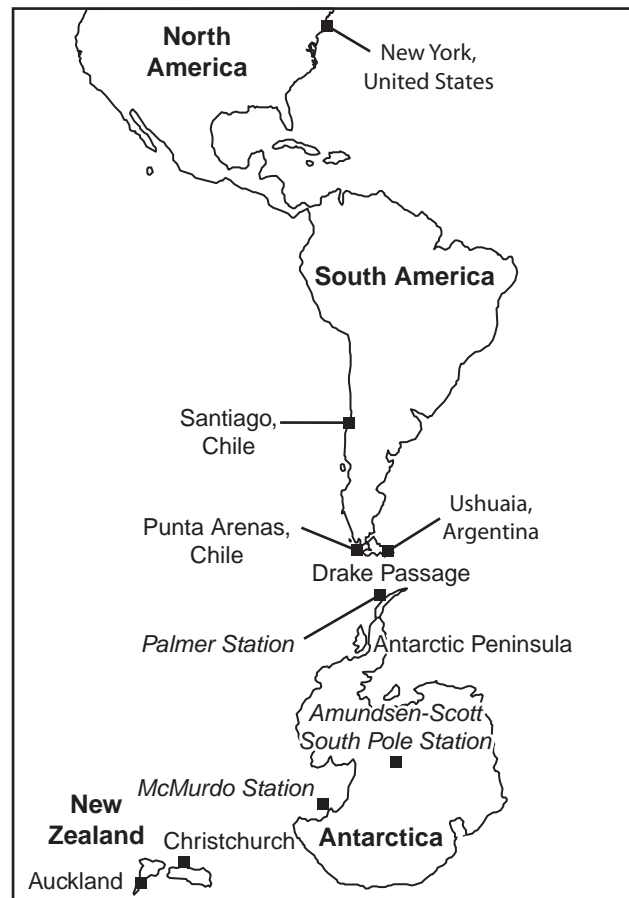 North
America
New York,
United States
South America
Santiago,
Chile
Ushuaia,
Argentina
Punta Arenas,
Chile
Drake Passage
Palmer Station
Antarctic Peninsula
Amundsen-Scott
South Pole Station
McMurdo Station
New
Zealand
Christchurch
Antarctica
Auckland